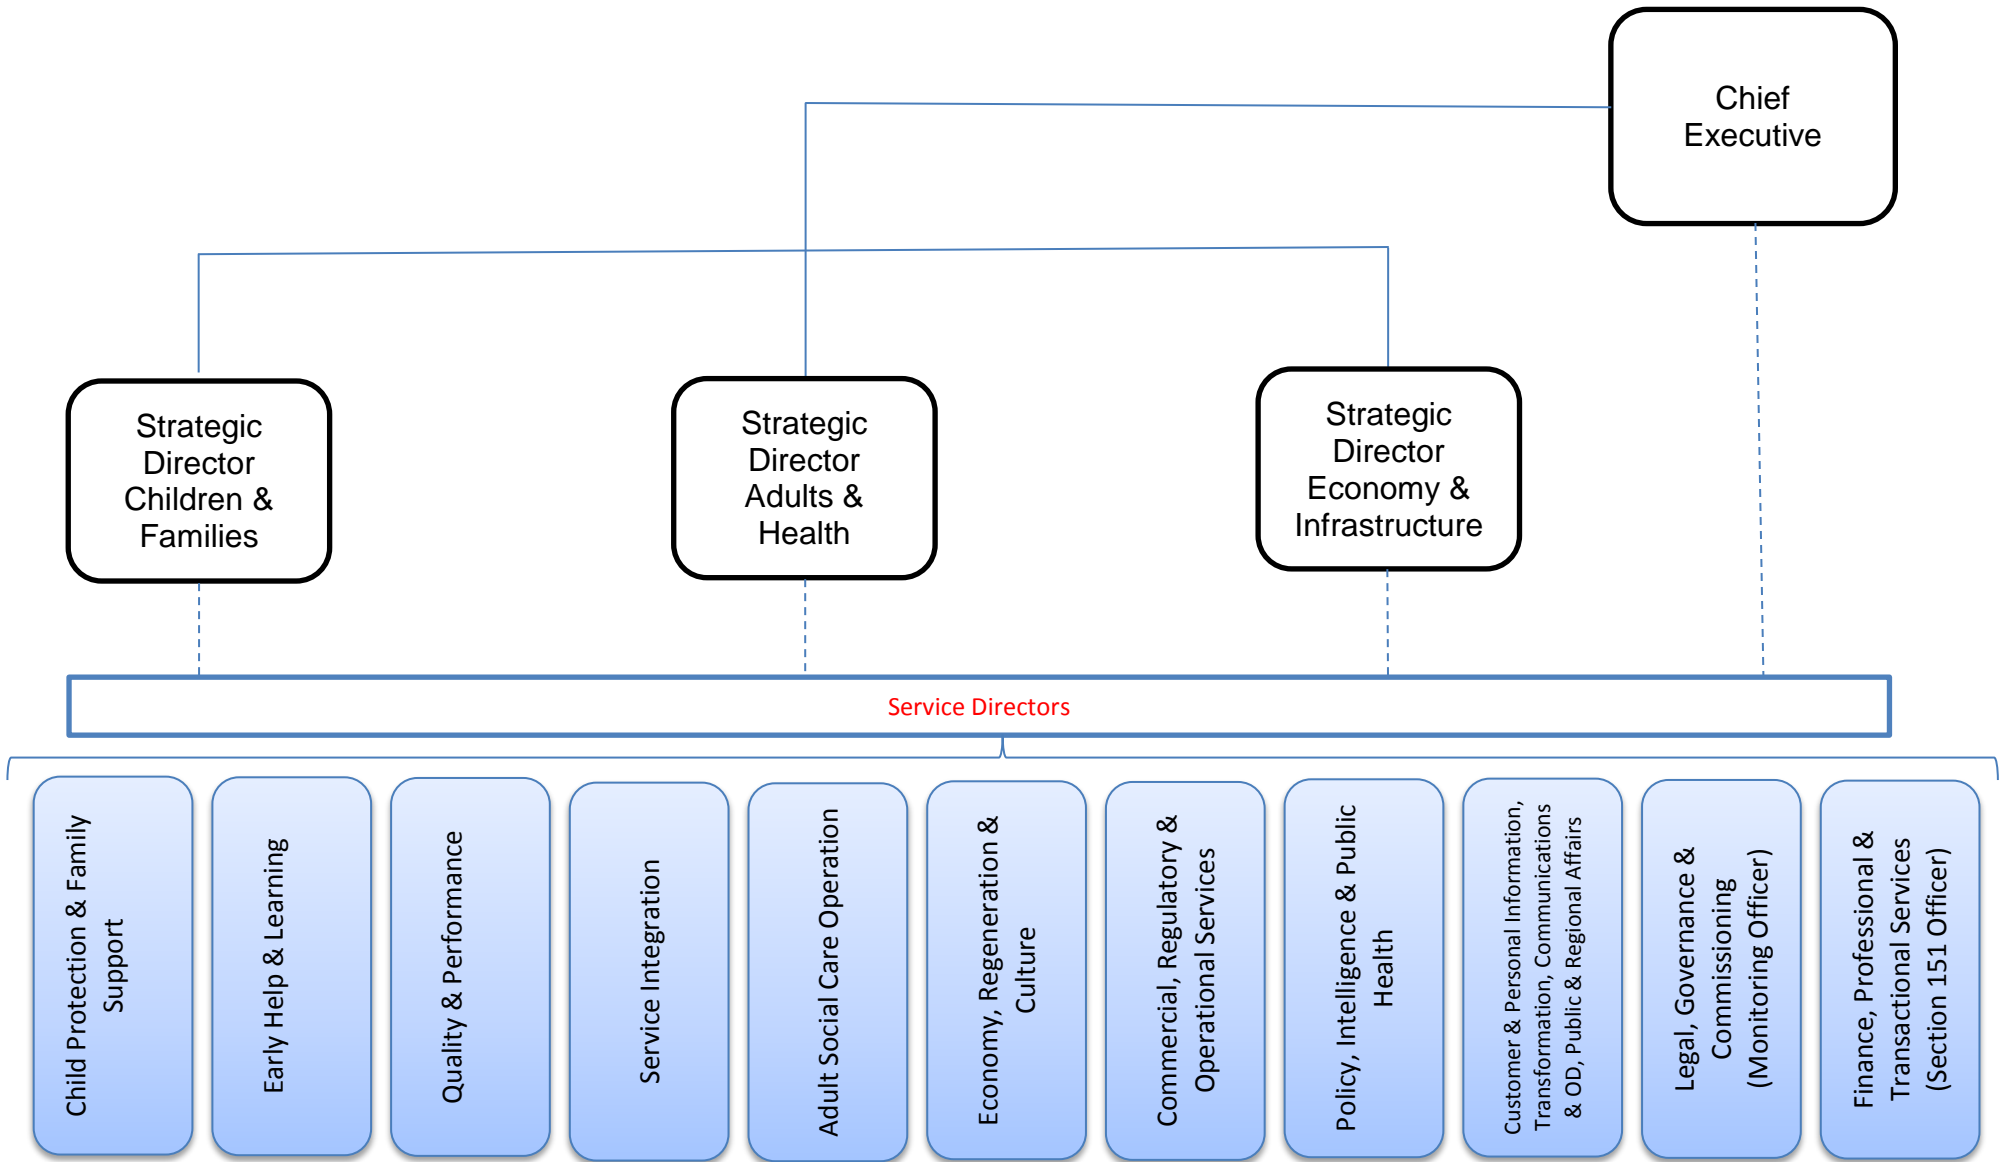 Chief
Executive
Strategic
Director
Children &
Families
Strategic
Director
Adults &
Health
Strategic
Director
Economy &
Infrastructure
Service Directors
Child Protection & Family
Support
Early Help & Learning
Quality & Performance
Service Integration
Adult Social Care Operation
Economy, Regeneration &
Culture
Commercial, Regulatory &
Operational Services
Policy, Intelligence & Public
Health
Customer & Personal Information,
Transformation, Communications
& OD, Public & Regional Affairs
Legal, Governance &
Commissioning
(Monitoring Officer)
Finance, Professional &
Transactional Services
(Section 151 Officer)